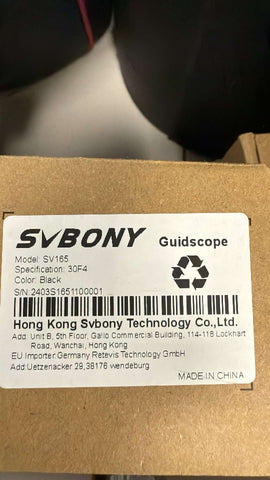 SVBONY Guidscope
Model: SV165
Specification: 30F4
Color: Black
S/N: 2403S1651100001
Hong Kong Svbony Technology Co.,Ltd.
Add: Unit B, 5th Floor, Gallo Commercial Building, 114-118 Lockhart
Road, Wanchai, Hong Kong
EU Importer:Germany Retevis Technology GmbH
Add:Uetzenacker 29,38176 wendeburg
MADE IN CHINA